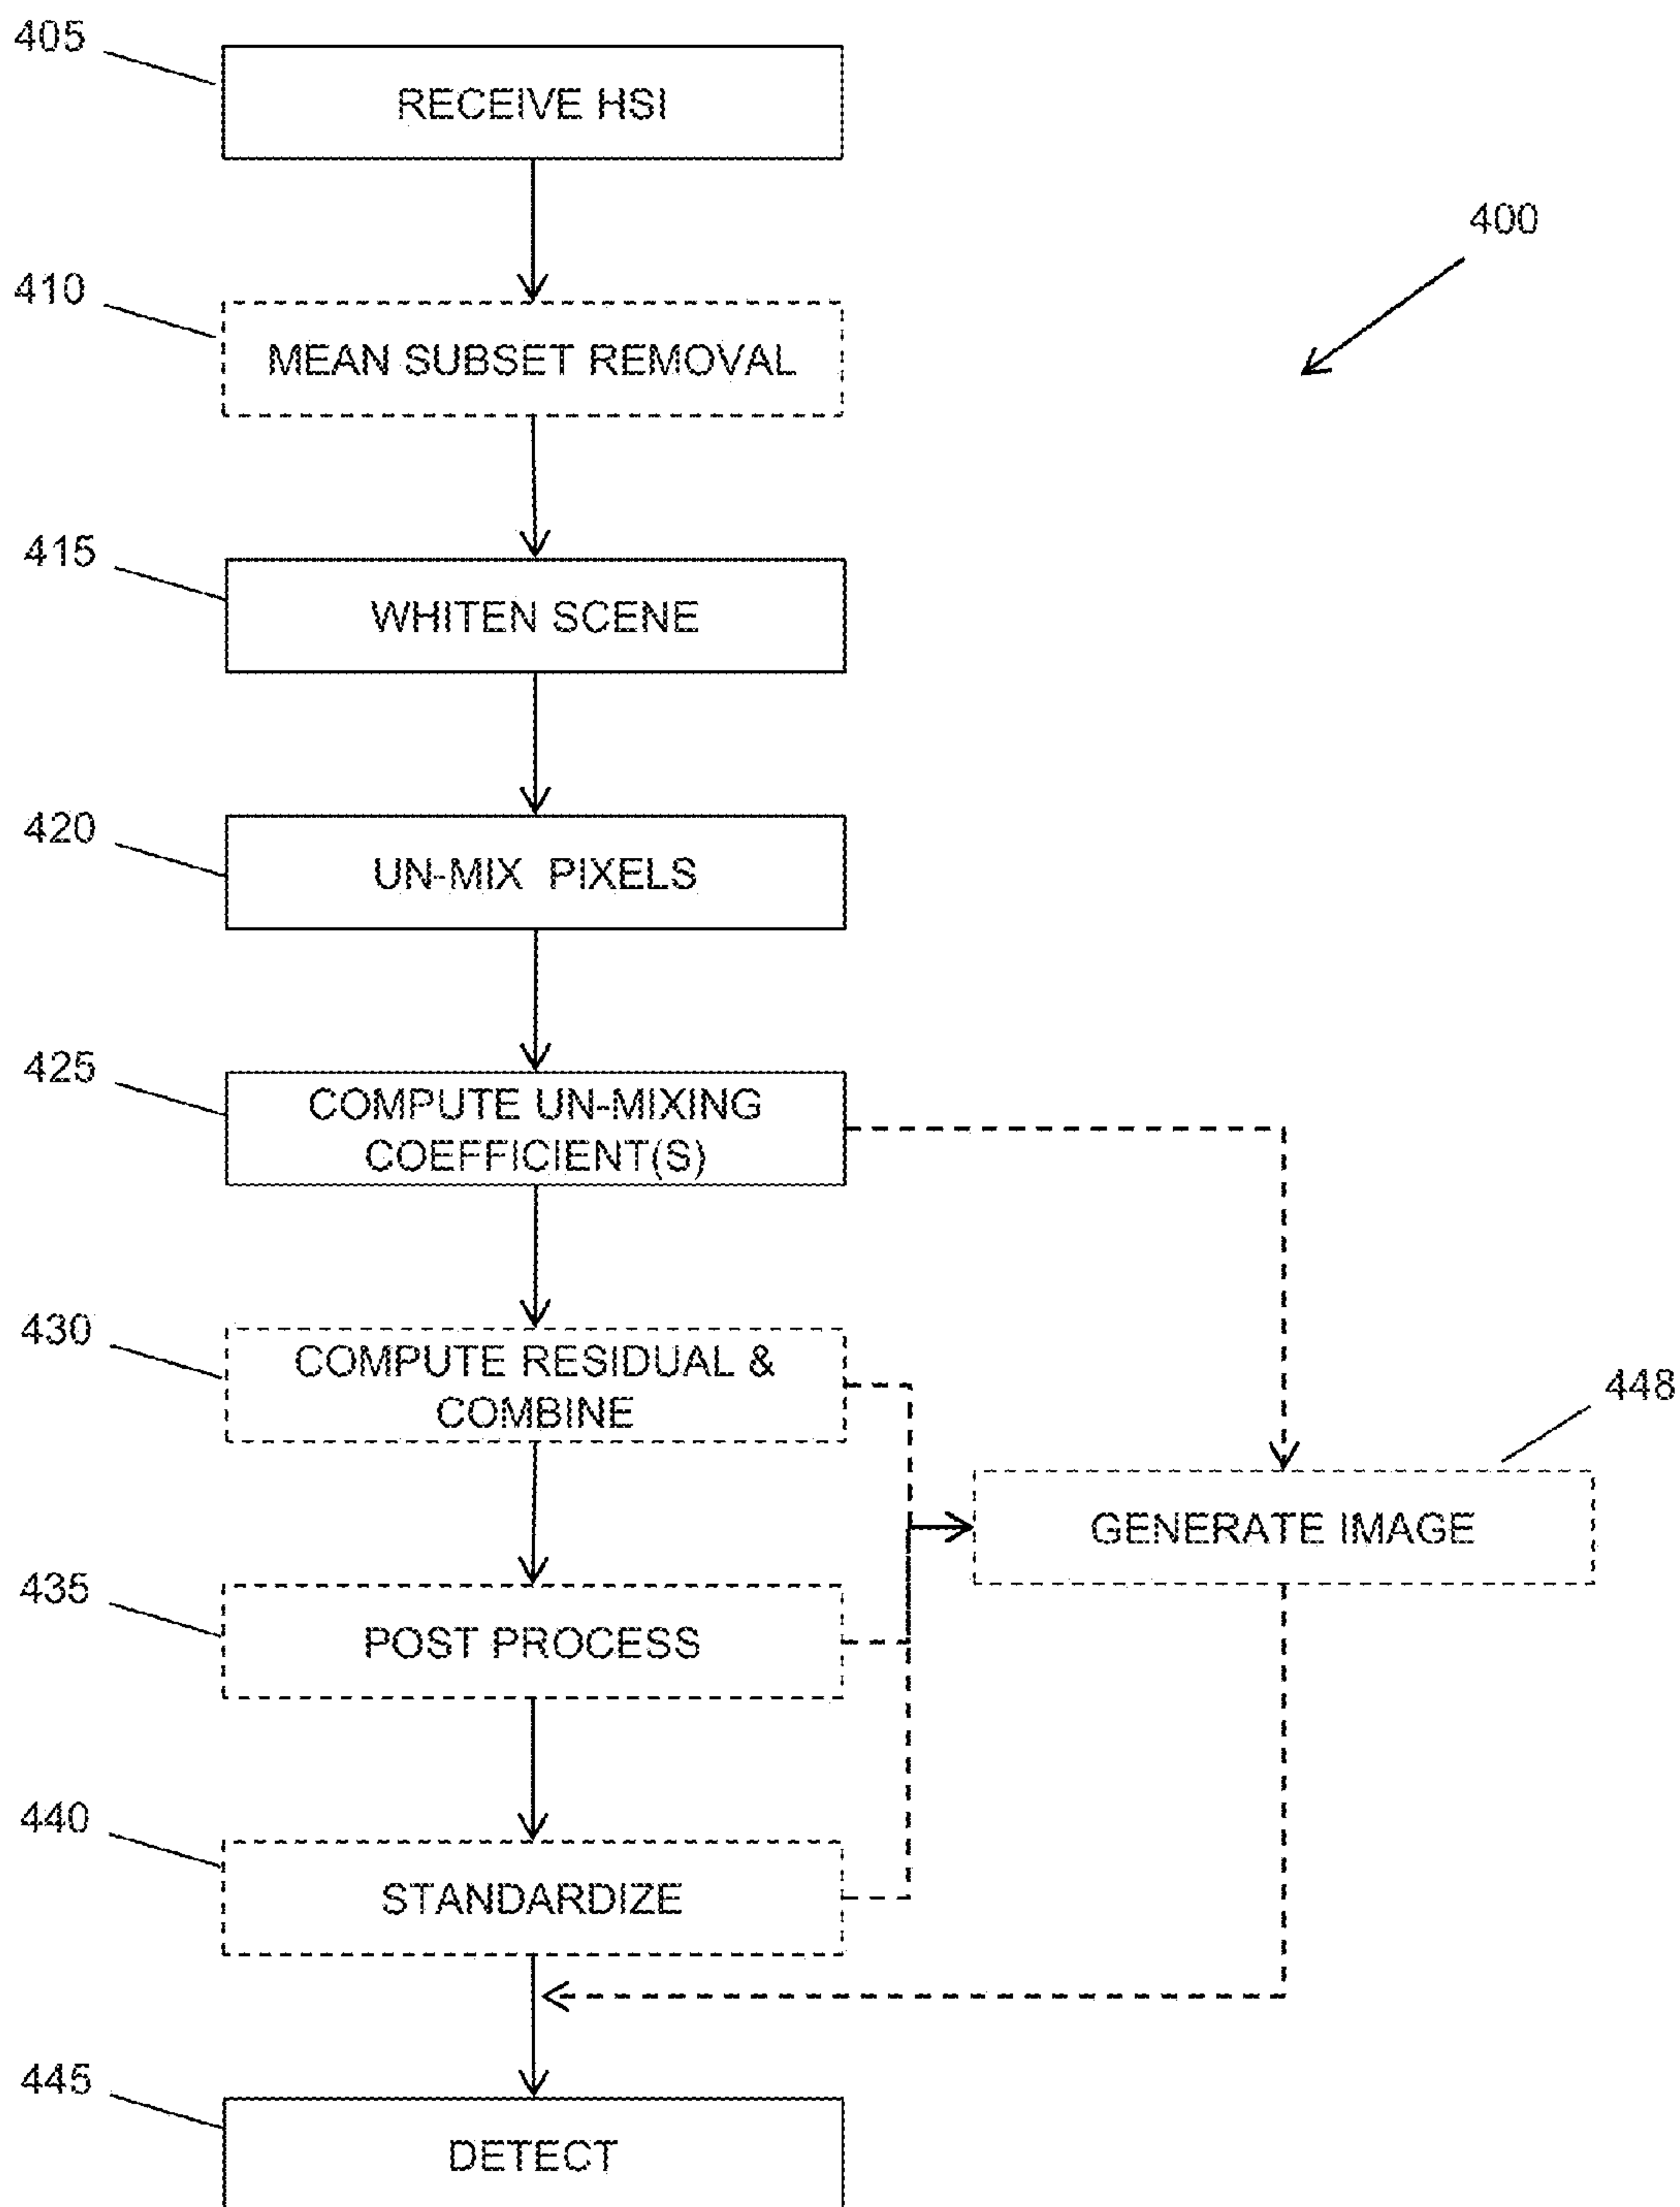 405
RECEIVE HSI
400
410
MEAN SUBSET REMOVAL
415
WHITEN SCENE
420
UN-MIX PIXELS
425
COMPUTE UN-MIXING
COEFFICIENT(S)
430
COMPUTE RESIDUAL &
COMBINE
448
GENERATE IMAGE
435
POST PROCESS
440
STANDARDIZE
445
DETECT